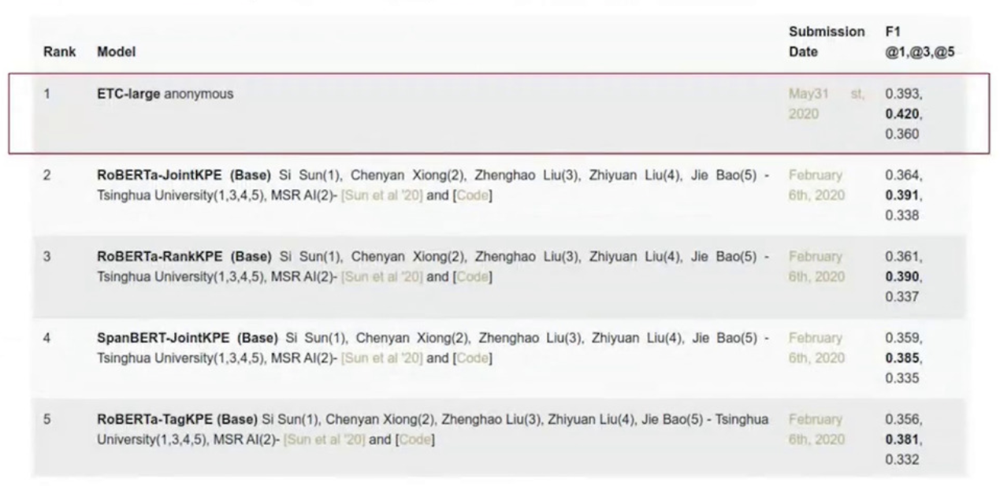 Submission F1
Rank Model Date @1,@3,@5
1 ETC-large anonymous May31 st, 0.393,
2020 0.420,
0.360
2 RoBERTa-JointKPE (Base) Si Sun(1), Chenyan Xiong(2), Zhenghao Liu(3), Zhiyuan Liu(4), Jie Bao(5) - February 0.364,
Tsinghua University(1,3,4,5), MSR AI(2)- [Sun et al '20] and [Code] 6th, 2020 0.391,
0.338
3 RoBERTa-RankKPE (Base) Si Sun(1), Chenyan Xiong(2), Zhenghao Liu(3), Zhiyuan Liu(4), Jie Bao(5) - February 0.361,
Tsinghua University(1,3,4,5), MSR AI(2)- [Sun et al '20] and [Code] 6th, 2020 0.390,
0.337
4 SpanBERT-JointKPE (Base) Si Sun(1), Chenyan Xiong(2), Zhenghao Liu(3), Zhiyuan Liu(4), Jie Bao(5) - February 0.359,
Tsinghua University(1,3,4,5), MSR AI(2)- [Sun et al '20] and [Code] 6th, 2020 0.385,
0.335
5 RoBERTa-TagKPE (Base) Si Sun(1), Chenyan Xiong(2), Zhenghao Liu(3), Zhiyuan Liu(4), Jie Bao(5) - Tsinghua February 0.356,
University(1,3,4,5), MSR AI(2)- [Sun et al '20] and [Code] 6th, 2020 0.381,
0.332